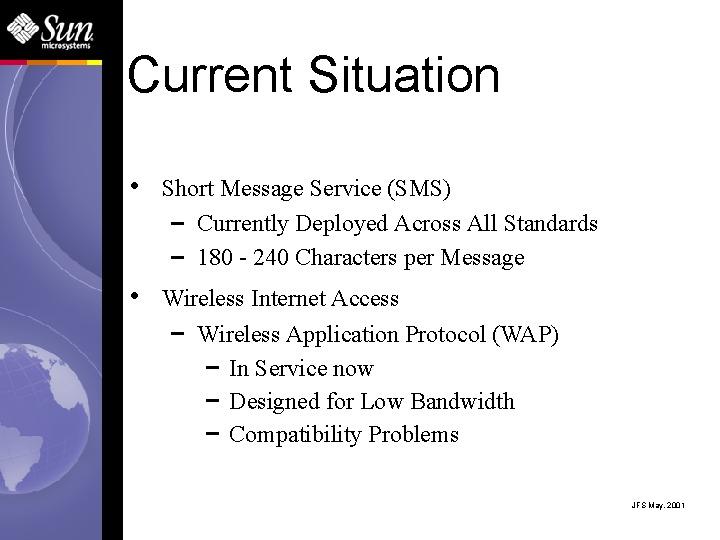 Sun
microsystems
Current Situation
• Short Message Service (SMS)
– Currently Deployed Across All Standards
– 180 - 240 Characters per Message
• Wireless Internet Access
– Wireless Application Protocol (WAP)
– In Service now
– Designed for Low Bandwidth
– Compatibility Problems
JFS May, 2001